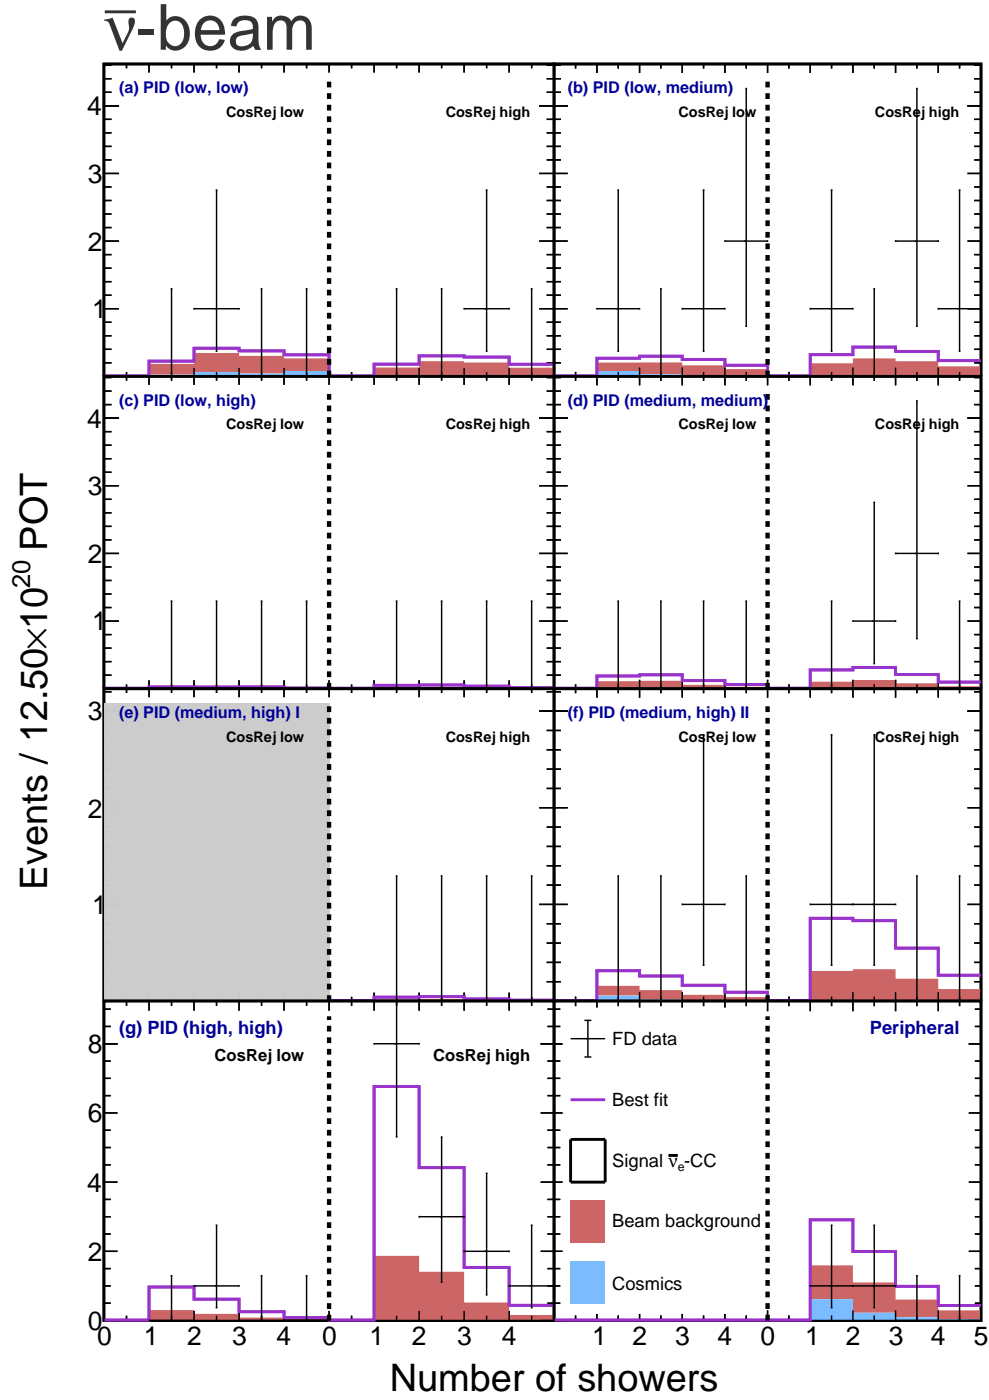 ν̅-beam
(a) PID (low, low)
CosRej low
CosRej high
(b) PID (low, medium)
CosRej low
CosRej high
4
3
2
1
(c) PID (low, high)
CosRej low
CosRej high
(d) PID (medium, medium)
CosRej low
CosRej high
4
3
2
1
Events / 12.50×10²⁰ POT
(e) PID (medium, high) I
CosRej low
CosRej high
(f) PID (medium, high) II
CosRej low
CosRej high
3
2
1
(g) PID (high, high)
CosRej low
CosRej high
8
6
4
2
0
FD data
Best fit
Signal ν̅ₑ-CC
Beam background
Cosmics
Peripheral
0 1 2 3 4 0 1 2 3 4 1 2 3 4 0 1 2 3 4 5
Number of showers